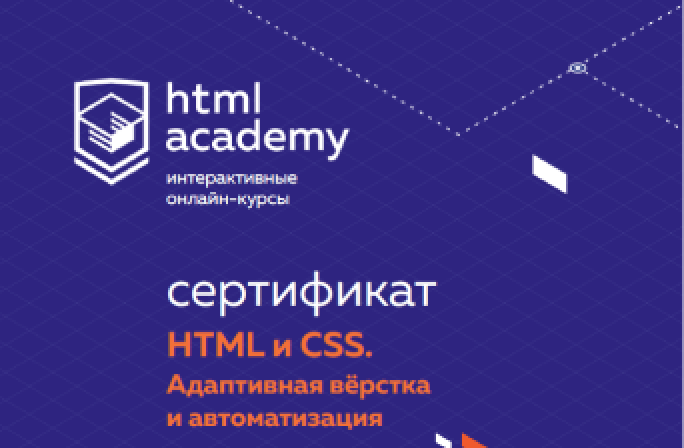 html
academy
интерактивные
онлайн-курсы
сертификат
HTML и CSS.
Адаптивная вёрстка
и автоматизация